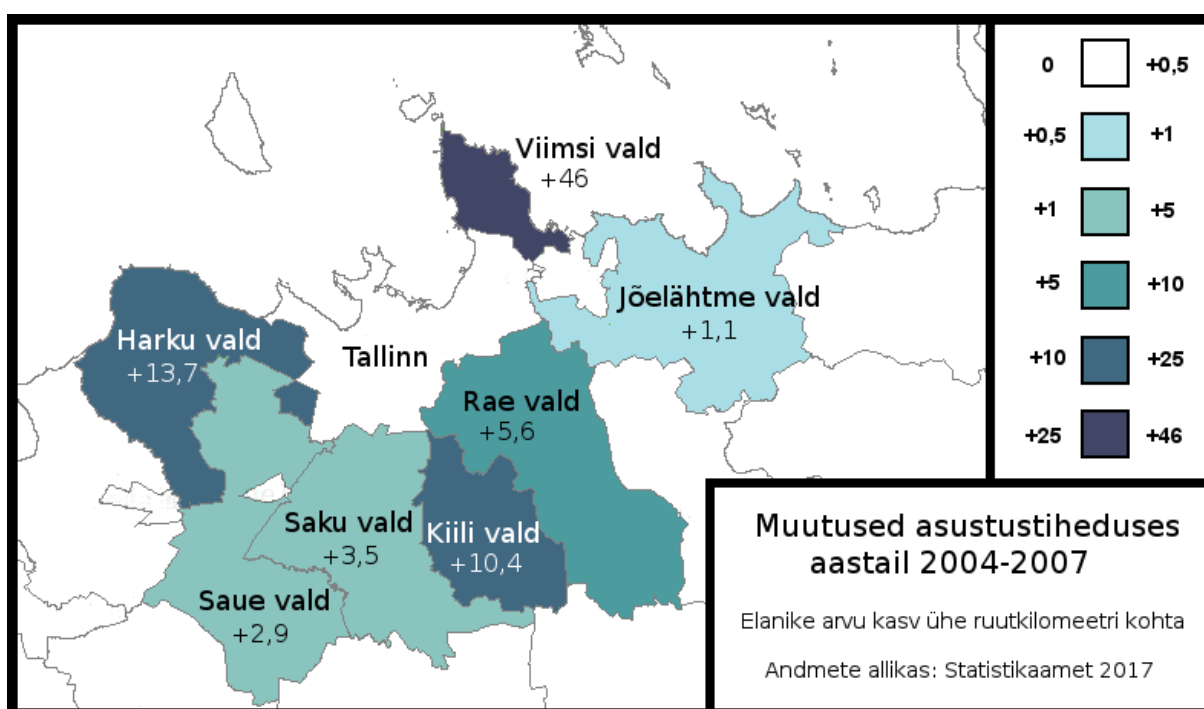 Viimsi vald
+46
Jõelähtme vald
+1,1
Harku vald
+13,7
Tallinn
Rae vald
+5,6
Saku vald
+3,5
Kiili vald
+10,4
Saue vald
+2,9
0 +0,5
+0,5 +1
+1 +5
+5 +10
+10 +25
+25 +46
Muutused asustustiheduses
aastail 2004-2007
Elanike arvu kasv ühe ruutkilomeetri kohta
Andmete allikas: Statistikaamet 2017